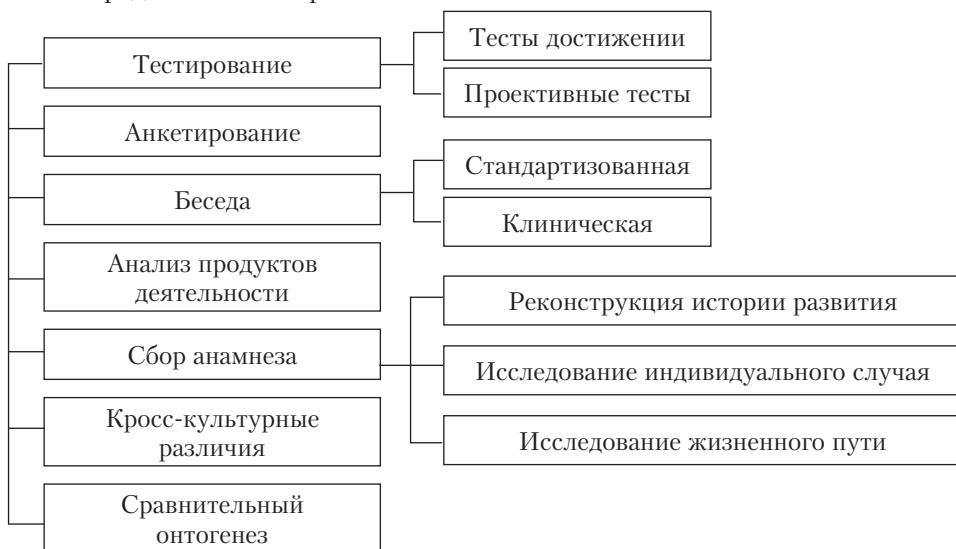 Тестирование
Тесты достижении
Проективные тесты
Анкетирование
Беседа
Стандартизованная
Клиническая
Анализ продуктов
деятельности
Сбор анамнеза
Реконструкция истории развития
Исследование индивидуального случая
Исследование жизненного пути
Кросс-культурные
различия
Сравнительный
онтогенез